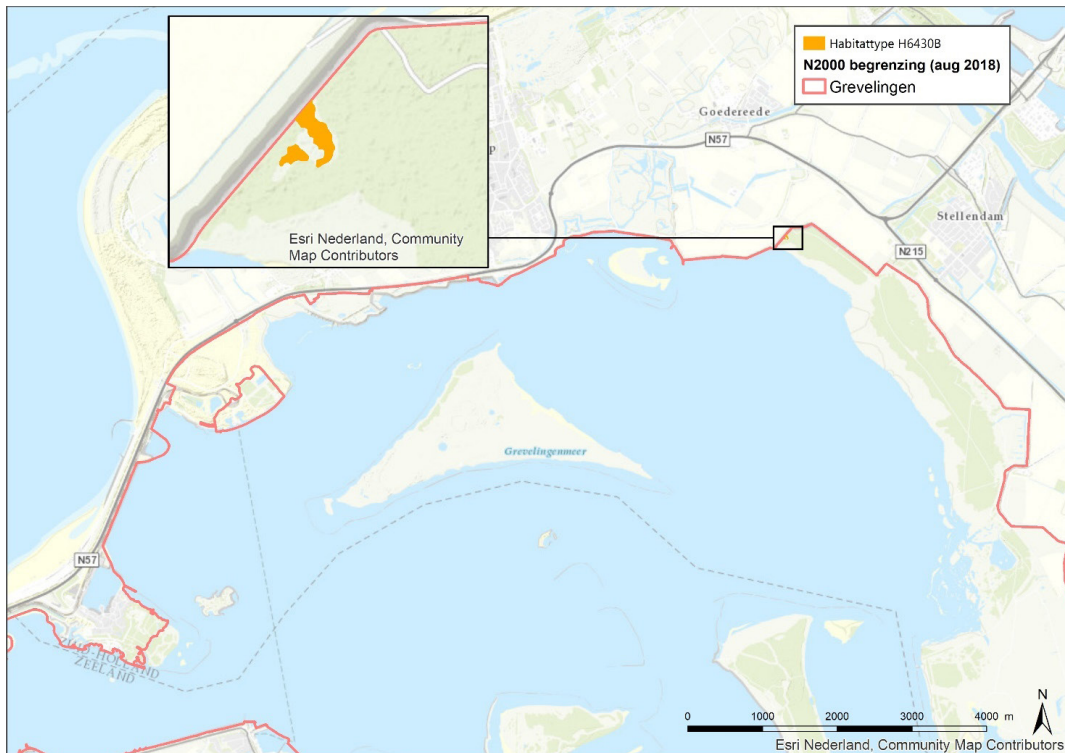 Habitattype H6430B
N2000 begrenzing (aug 2018)
Grevelingen
Goedereede
N57
P
Stellendam
N215
Esri Nederland, Community
Map Contributors
Grevelingenmeer
N57
ZUID-HOLLAND
ZEELAND
N
0 1000 2000 3000 4000 m
Esri Nederland, Community Map Contributors